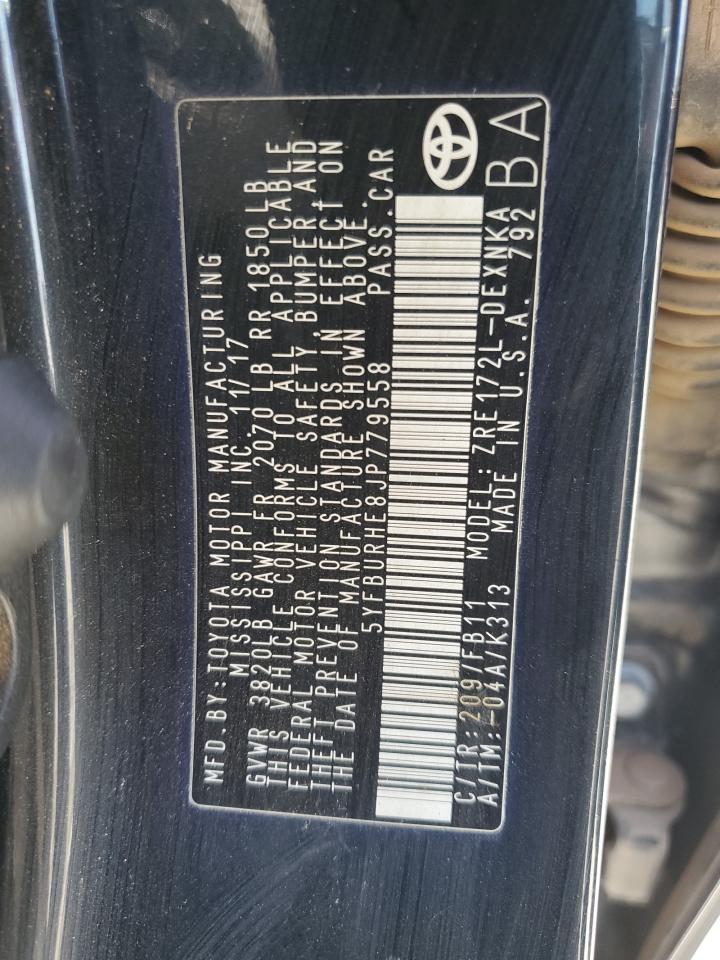 MFD. BY: TOYOTA MOTOR MANUFACTURING
MISSISSIPPI INC. 11/17
GVWR 3820LB GAWR FR 2070 LB RR 1850LB
THIS VEHICLE CONFORMS TO ALL APPLICABLE
FEDERAL MOTOR VEHICLE SAFETY, BUMPER, AND
THEFT PREVENTION STANDARDS IN EFFECT ON
THE DATE OF MANUFACTURE SHOWN ABOVE.
5YFBURHE8JP779558 PASS. CAR
C/TR: 209/FB11 MODEL: ZRE172L-DEXNKA
A/TM: -04A/K313 MADE IN U.S.A. 792
BA